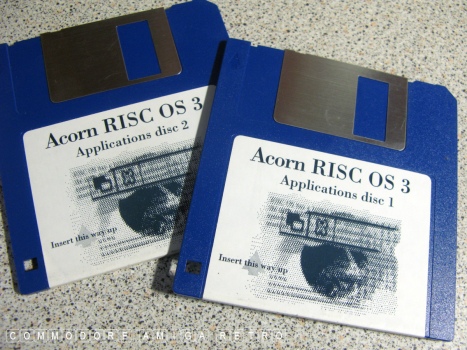 Acorn RISC OS 3
Applications disc 2
Insert this way up
Acorn RISC OS 3
Applications disc 1
Insert this way up
COMMODORE AMIGA RETRO